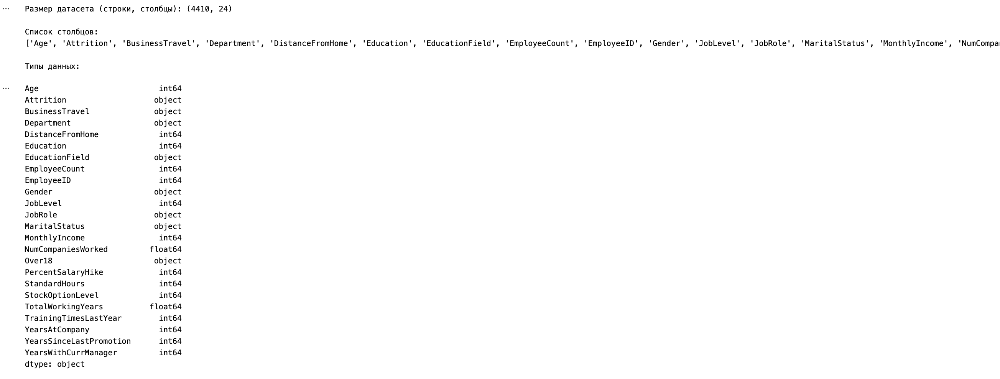 Размер датасета (строки, столбцы): (4410, 24)
Список столбцов:
['Age', 'Attrition', 'BusinessTravel', 'Department', 'DistanceFromHome', 'Education', 'EducationField', 'EmployeeCount', 'EmployeeID', 'Gender', 'JobLevel', 'JobRole', 'MaritalStatus', 'MonthlyIncome', 'NumCompa
Типы данных:
Age int64
Attrition object
BusinessTravel object
Department object
DistanceFromHome int64
Education int64
EducationField object
EmployeeCount int64
EmployeeID int64
Gender object
JobLevel int64
JobRole object
MaritalStatus object
MonthlyIncome int64
NumCompaniesWorked float64
Over18 object
PercentSalaryHike int64
StandardHours int64
StockOptionLevel int64
TotalWorkingYears float64
TrainingTimesLastYear int64
YearsAtCompany int64
YearsSinceLastPromotion int64
YearsWithCurrManager int64
dtype: object